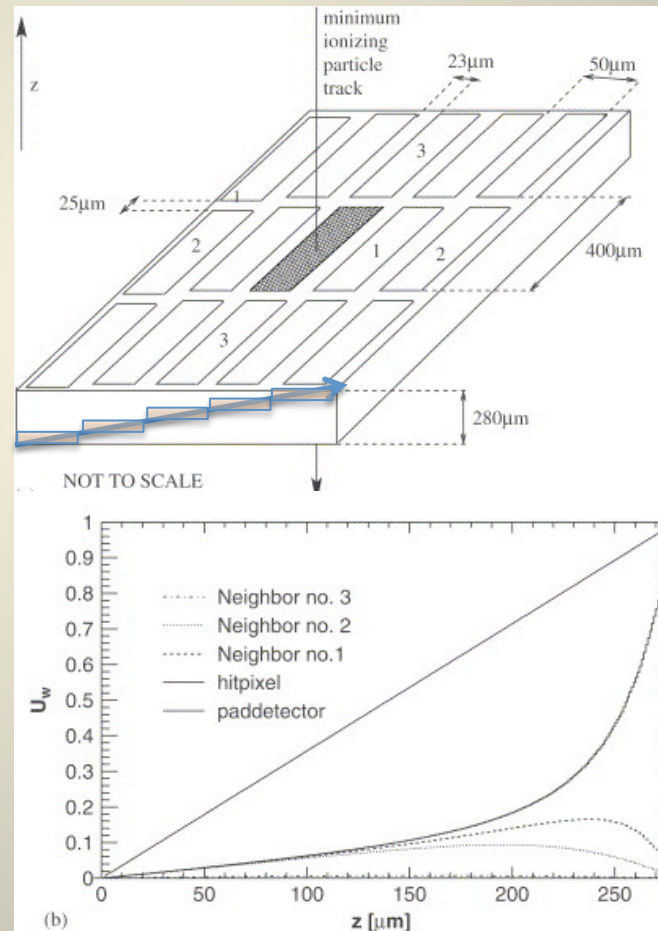 minimum
ionizing
particle
track
z
23μm
50μm
3
1
25μm
2
1
2
400μm
3
280μm
NOT TO SCALE
1
0.9
0.8
0.7
0.6
0.5
0.4
0.3
0.2
0.1
0
Neighbor no. 3
Neighbor no. 2
Neighbor no.1
hitpixel
paddetector
U_w
0 50 100 150 200 250
(b)
z [μm]